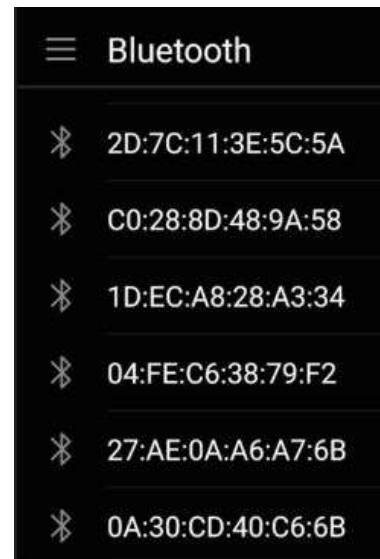 Bluetooth
2D:7C:11:3E:5C:5A
C0:28:8D:48:9A:58
1D:EC:A8:28:A3:34
04:FE:C6:38:79:F2
27:AE:0A:A6:A7:6B
0A:30:CD:40:C6:6B